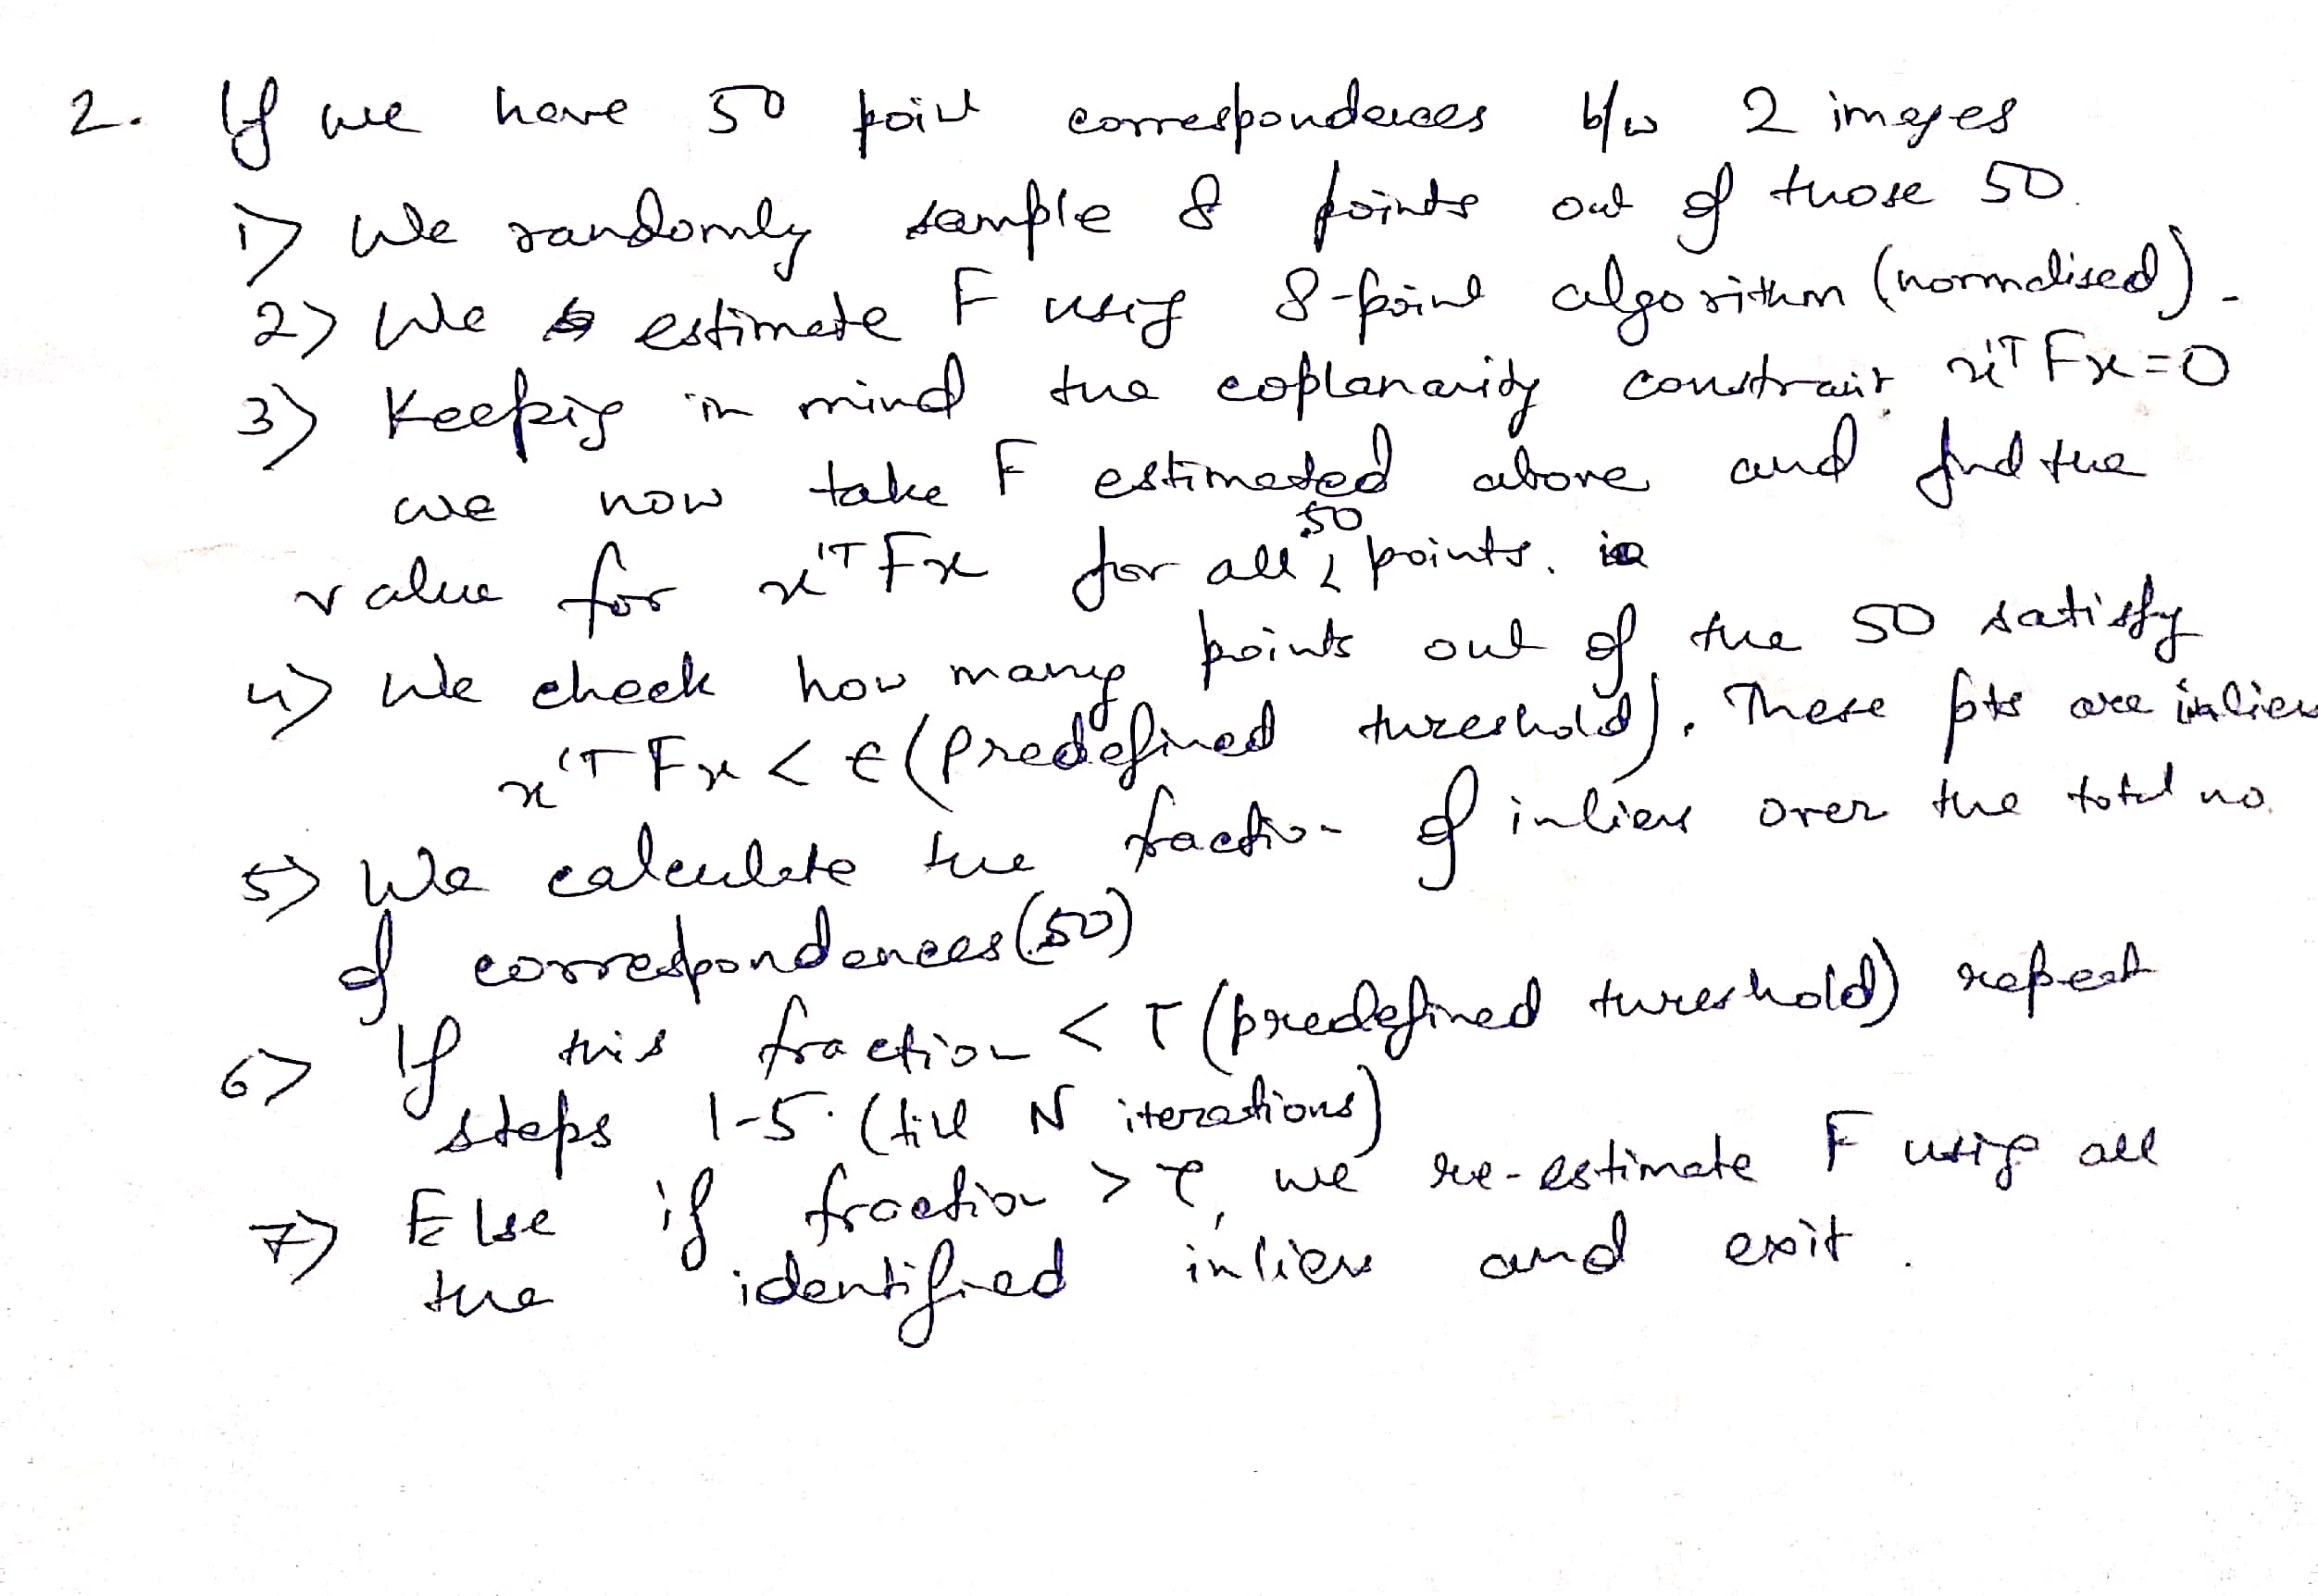 2. If we have 50 point correspondences b/w 2 images
1) We randomly sample 8 points out of those 50.
2) We estimate F using 8-point algorithm (normalised).
3) Keeping in mind the coplanarity constraint x'ᵀFx=0
we now take F estimated above and find the
value for x'ᵀFx for all 50 points.
4) We check how many points out of the 50 satisfy
x'ᵀFx < ϵ (Predefined threshold). These pts are inliers
5) We calculate the fraction of inliers over the total no.
of correspondences (50)
6) If this fraction < τ (predefined threshold) repeat
steps 1-5. (till N iterations)
7) Else if fraction > τ, we re-estimate F using all
the identified inliers and exit.